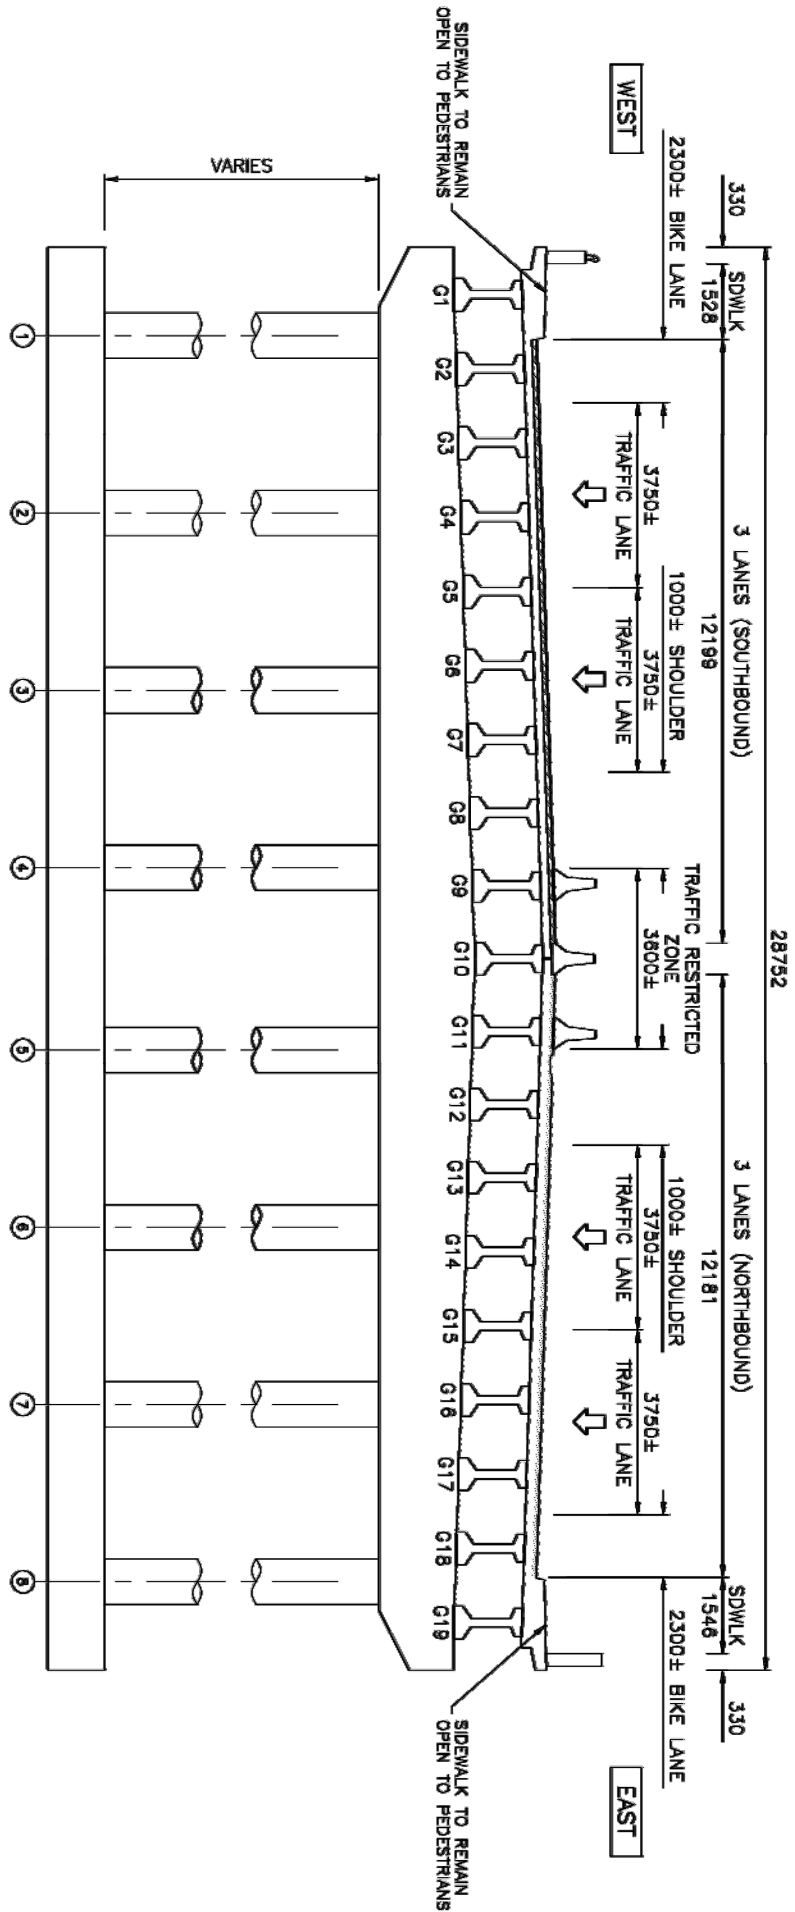 28752
3 LANES (SOUTHBOUND)
3 LANES (NORTHBOUND)
330
SDWLK
1528
12199
12181
SDWLK
1546
330
2300± BIKE LANE
1000± SHOULDER
TRAFFIC RESTRICTED
ZONE
3600±
1000± SHOULDER
2300± BIKE LANE
3750±
TRAFFIC LANE
3750±
TRAFFIC LANE
3750±
TRAFFIC LANE
3750±
TRAFFIC LANE
WEST
EAST
SIDEWALK TO REMAIN
OPEN TO PEDESTRIANS
SIDEWALK TO REMAIN
OPEN TO PEDESTRIANS
G1 G2 G3 G4 G5 G6 G7 G8 G9 G10 G11 G12 G13 G14 G15 G16 G17 G18 G19
VARIES
1 2 3 4 5 6 7 8